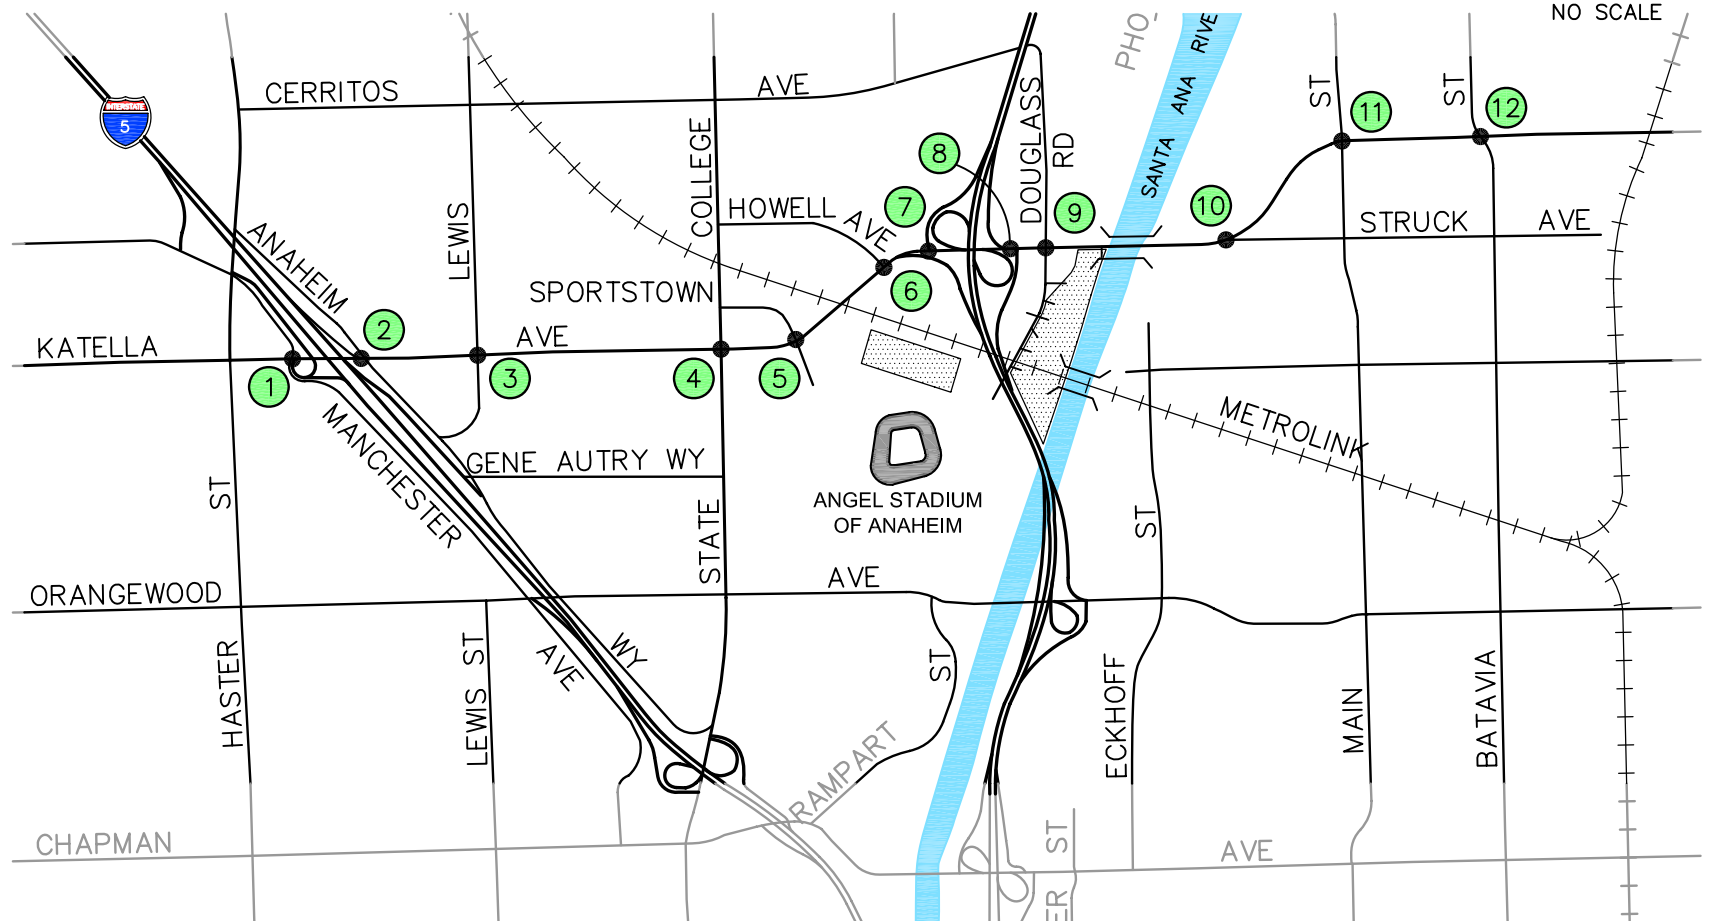 NO SCALE
PHO
SANTA ANA RIVE
CERRITOS AVE
INTERSTATE
5
ST
ST
11
12
DOUGLASS RD
COLLEGE
8
7
9
10
HOWELL AVE
STRUCK AVE
LEWIS
ANAHEIM
SPORTSTOWN
6
2
KATELLA AVE
1
3
4
5
METROLINK
MANCHESTER
GENE AUTRY WY
ANGEL STADIUM
OF ANAHEIM
ST
STATE
ST
ORANGEWOOD AVE
HASTER
LEWIS ST
AVE
WY
ST
ECKHOFF
MAIN
BATAVIA
RAMPART
CHAPMAN AVE
ST
ER